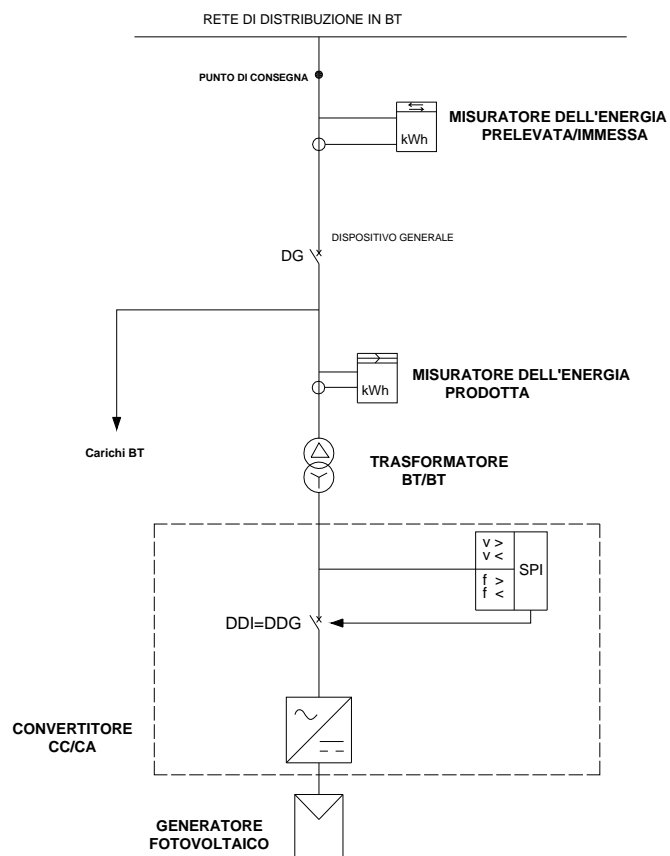 RETE DI DISTRIBUZIONE IN BT
PUNTO DI CONSEGNA
MISURATORE DELL'ENERGIA
PRELEVATA/IMMESSA
kWh
DISPOSITIVO GENERALE
DG
MISURATORE DELL'ENERGIA
PRODOTTA
kWh
Carichi BT
TRASFORMATORE
BT/BT
v >
v <
f >
f <
SPI
DDI=DDG
CONVERTITORE
CC/CA
GENERATORE
FOTOVOLTAICO